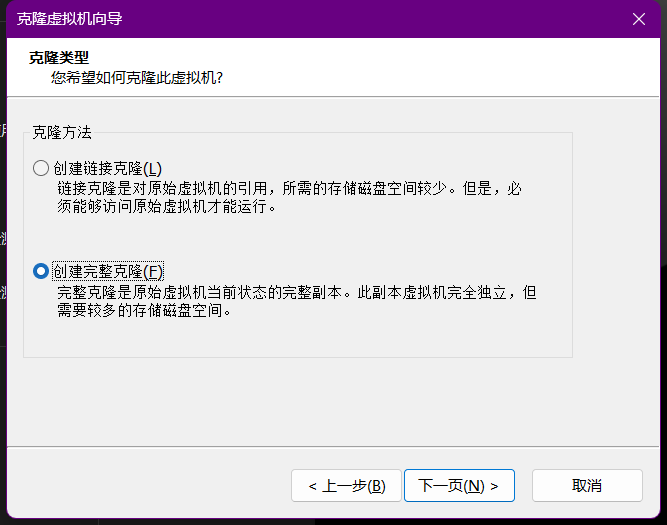 克隆虚拟机向导
克隆类型
您希望如何克隆此虚拟机?
克隆方法
创建链接克隆(L)
链接克隆是对原始虚拟机的引用，所需的存储磁盘空间较少。但是，必
须能够访问原始虚拟机才能运行。
创建完整克隆(F)
完整克隆是原始虚拟机当前状态的完整副本。此副本虚拟机完全独立，但
需要较多的存储磁盘空间。
< 上一步(B)
下一页(N) >
取消